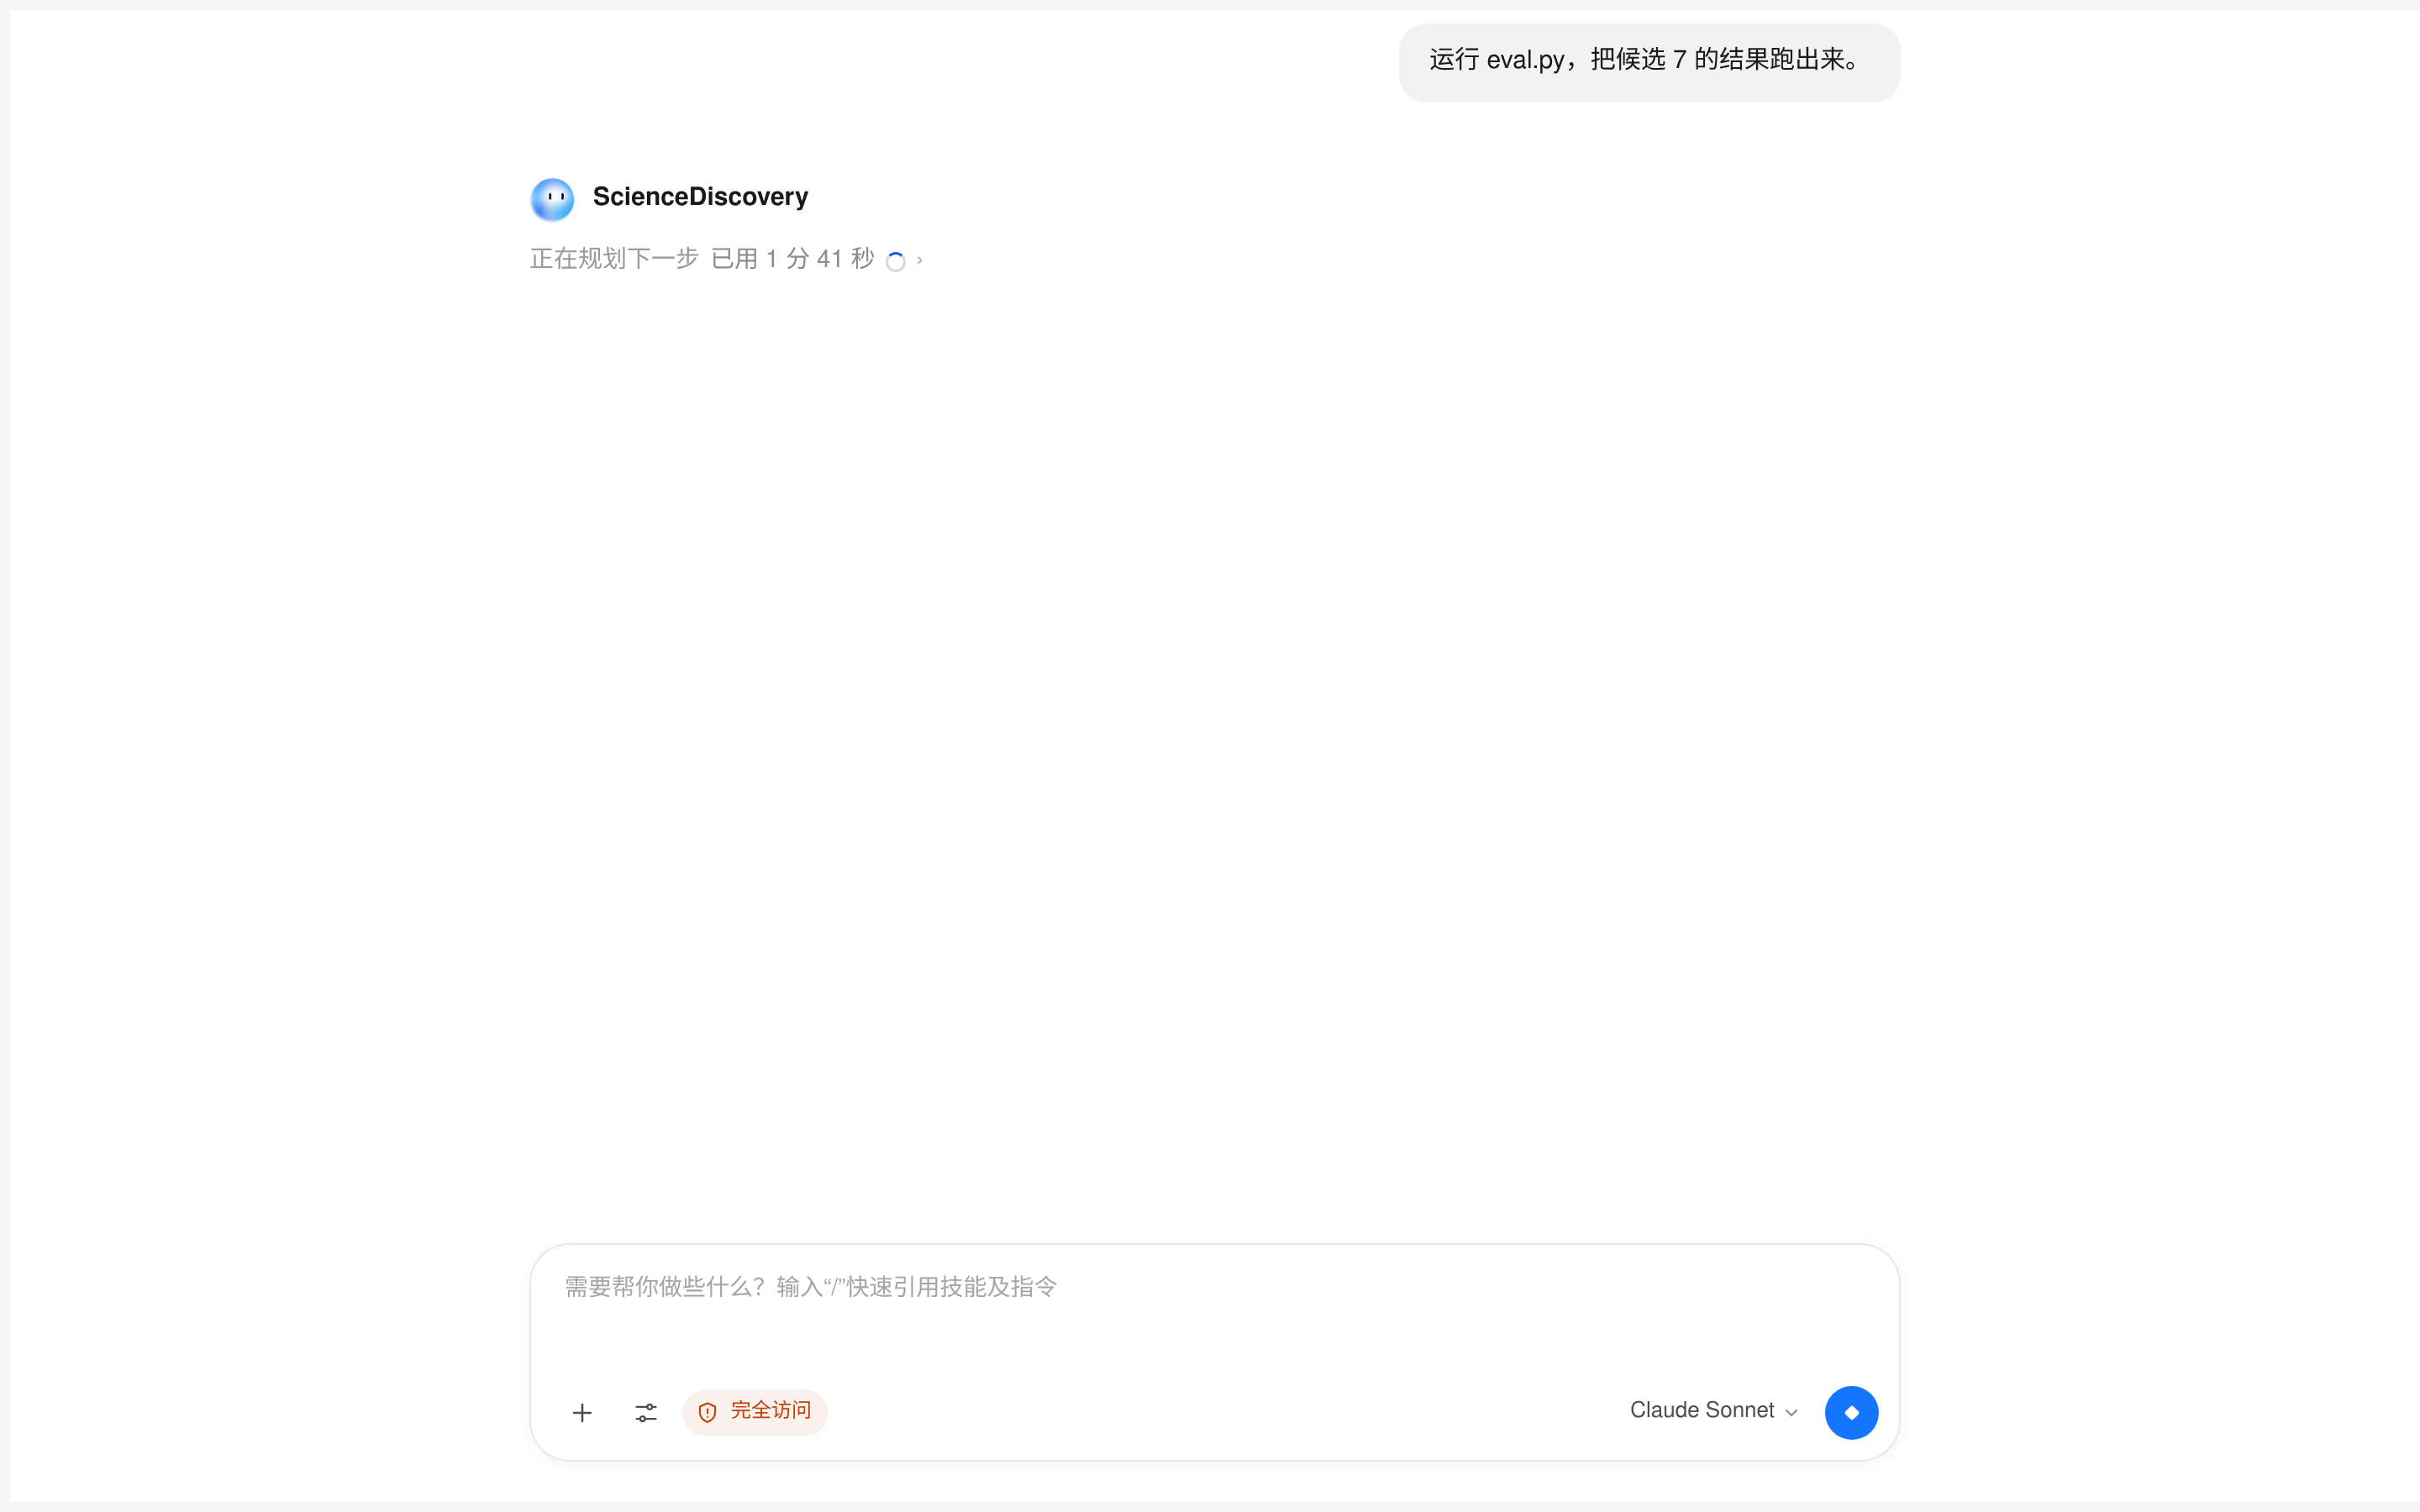 运行 eval.py，把候选 7 的结果跑出来。
ScienceDiscovery
正在规划下一步 已用 1 分 41 秒
需要帮你做些什么？输入“/”快速引用技能及指令
完全访问
Claude Sonnet